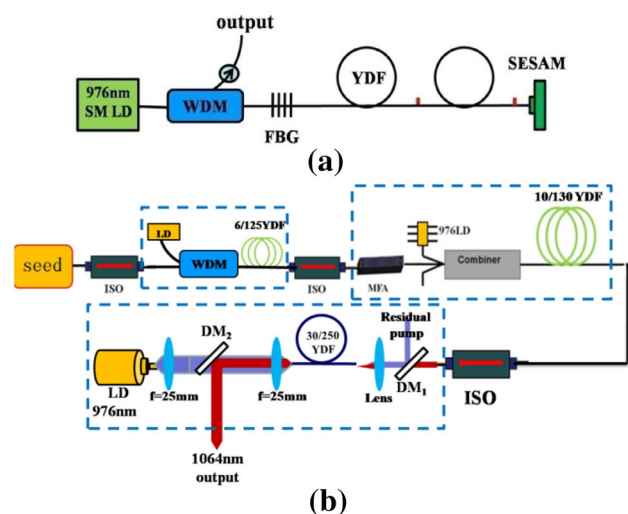 output
976nm
SM LD
WDM
FBG
YDF
SESAM
(a)
seed
ISO
LD
WDM
6/125YDF
ISO
MFA
976LD
Combiner
10/130 YDF
LD
976nm
f=25mm
DM2
f=25mm
1064nm
output
30/250
YDF
Residual
pump
Lens
DM1
ISO
(b)